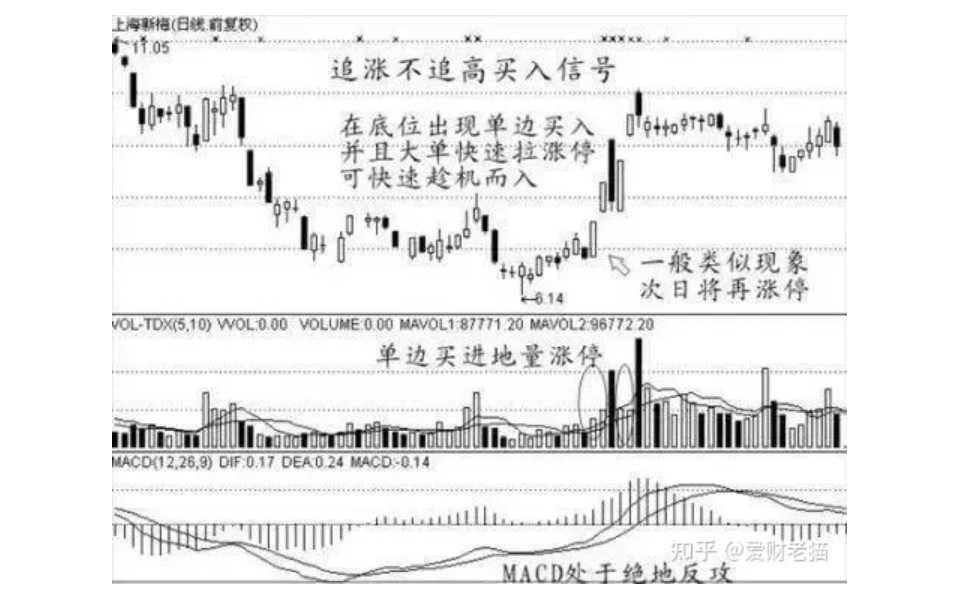 上海新梅(日线.前复权)
11.05
追涨不追高买入信号
在底位出现单边买入
并且大单快速拉涨停
可快速趁机而入
一般类似现象
次日将再涨停
←6.14
VOL-TDX(5,10) VVOL:0.00 VOLUME:0.00 MAVOL1:87771.20 MAVOL2:96772.20
单边买进地量涨停
MACD(12,26,9) DIF:0.17 DEA:0.24 MACD:-0.14
知乎 @爱财老猫
MACD处于绝地反攻